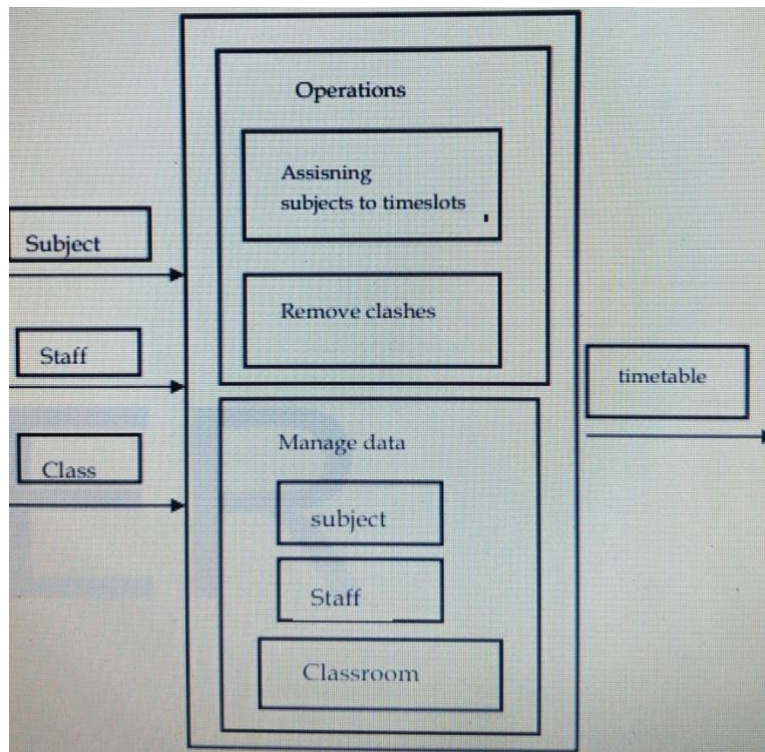 Operations
Assisning
subjects to timeslots
Subject
Remove clashes
Staff
timetable
Manage data
Class
subject
Staff
Classroom